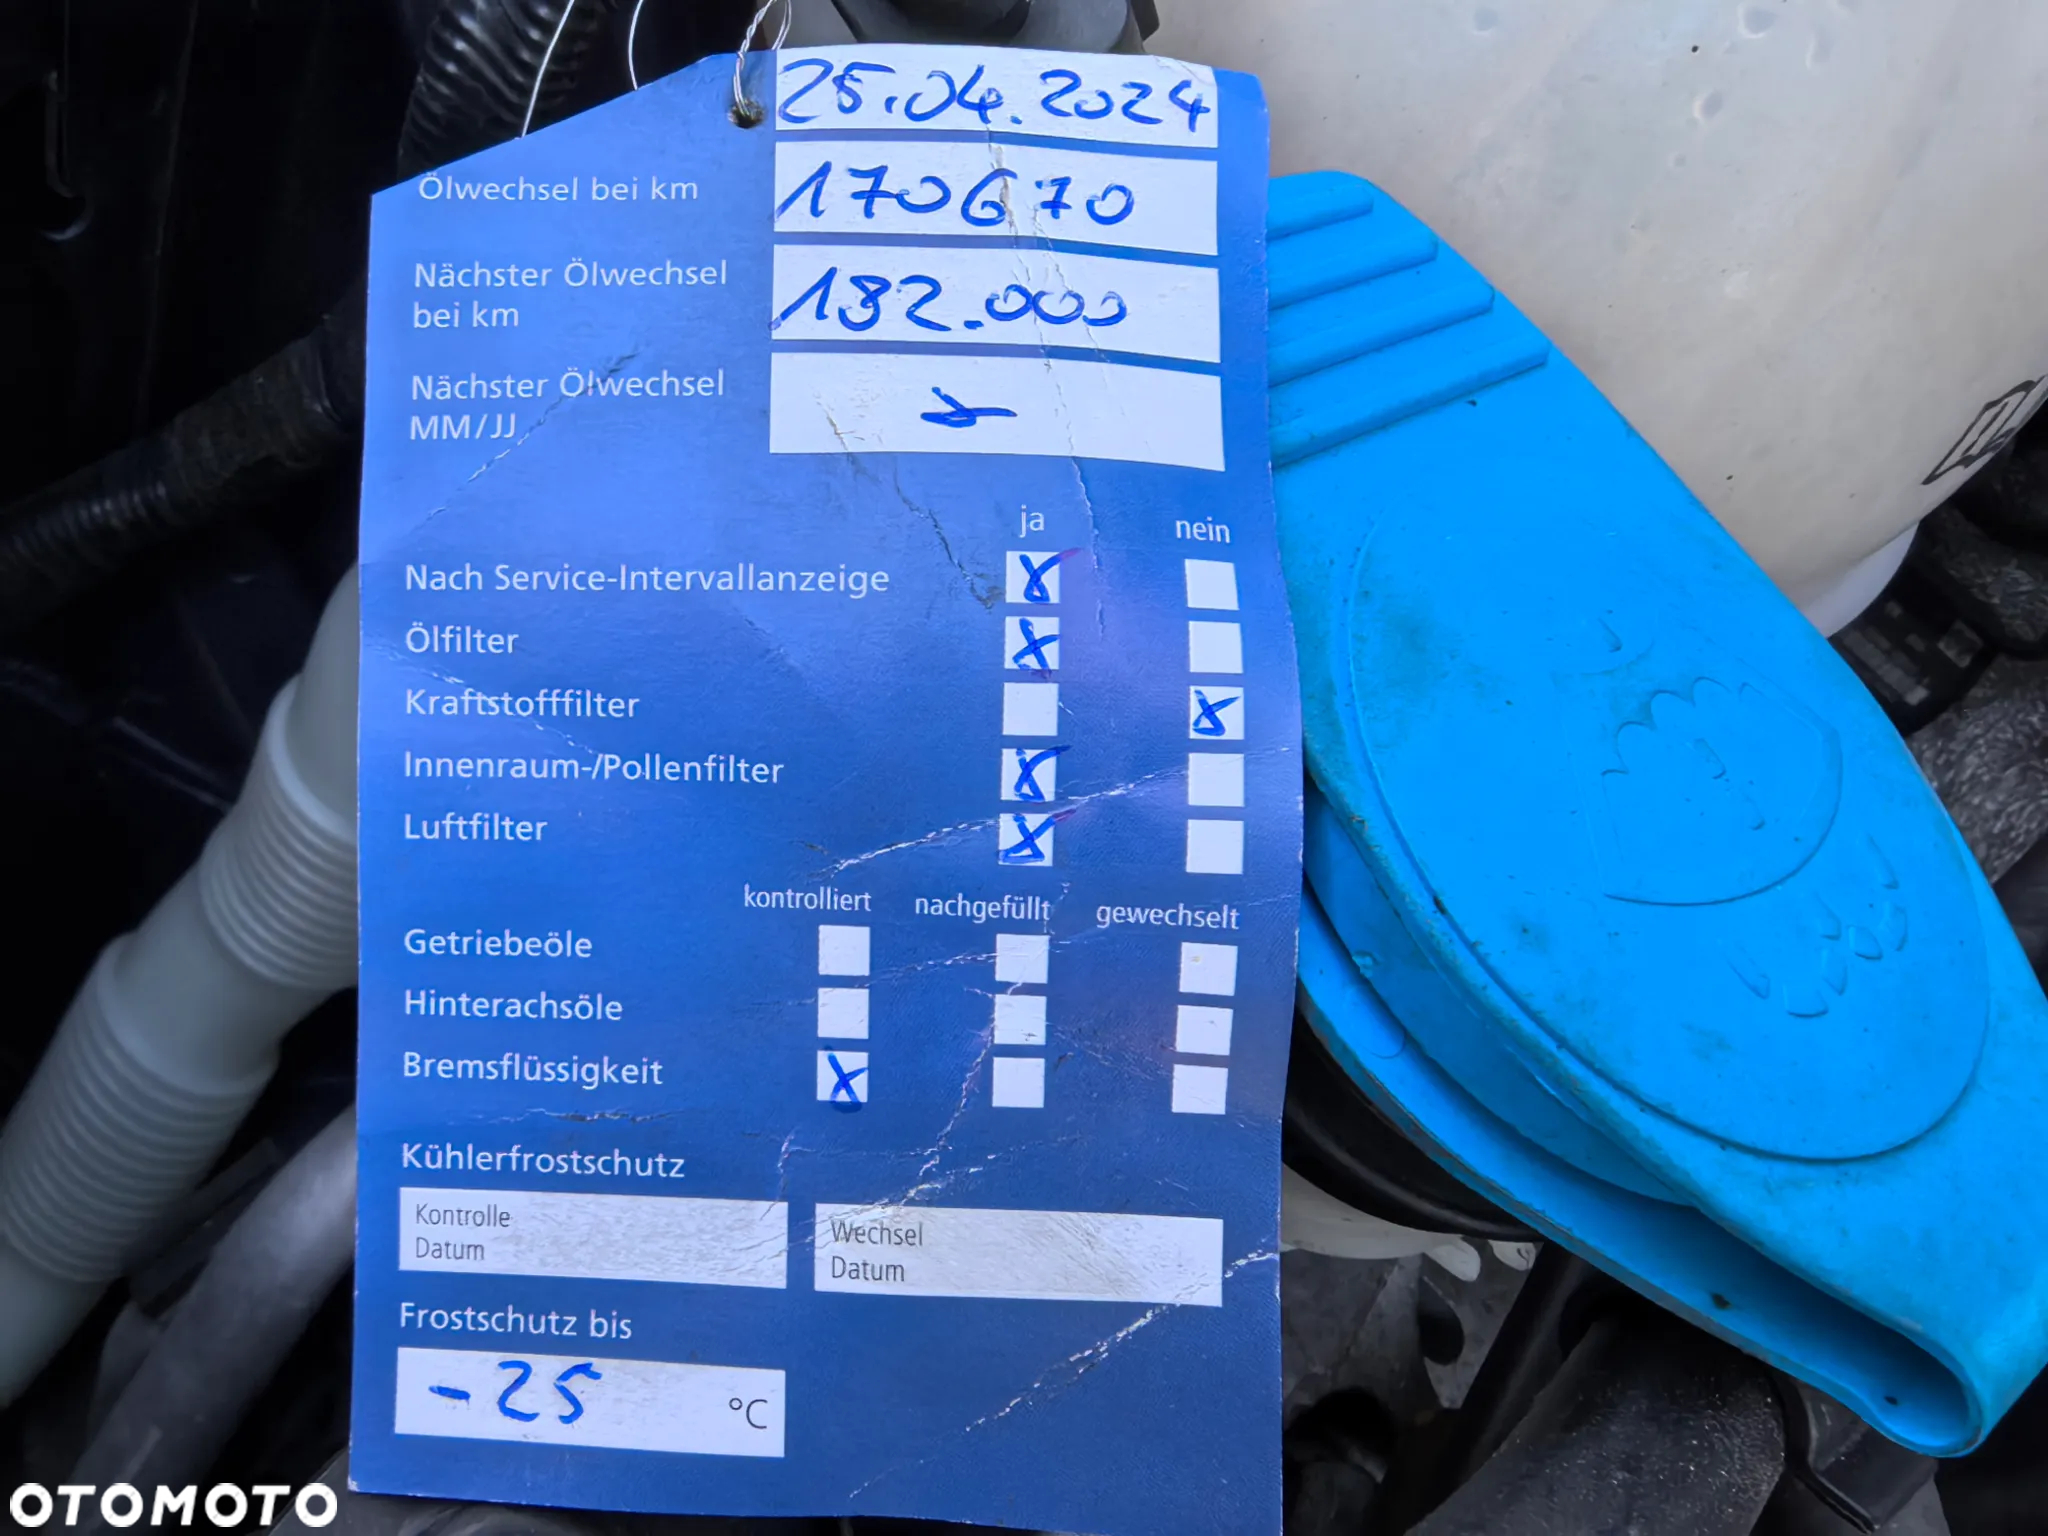 25.04.2024
Ölwechsel bei km 170670
Nächster Ölwechsel
bei km 182.000
Nächster Ölwechsel
MM/JJ
ja nein
Nach Service-Intervallanzeige
Ölfilter
Kraftstofffilter
Innenraum-/Pollenfilter
Luftfilter
kontrolliert nachgefüllt gewechselt
Getriebeöle
Hinterachsöle
Bremsflüssigkeit
Kühlerfrostschutz
Kontrolle
Datum
Wechsel
Datum
Frostschutz bis
-25 °C
OTOMOTO